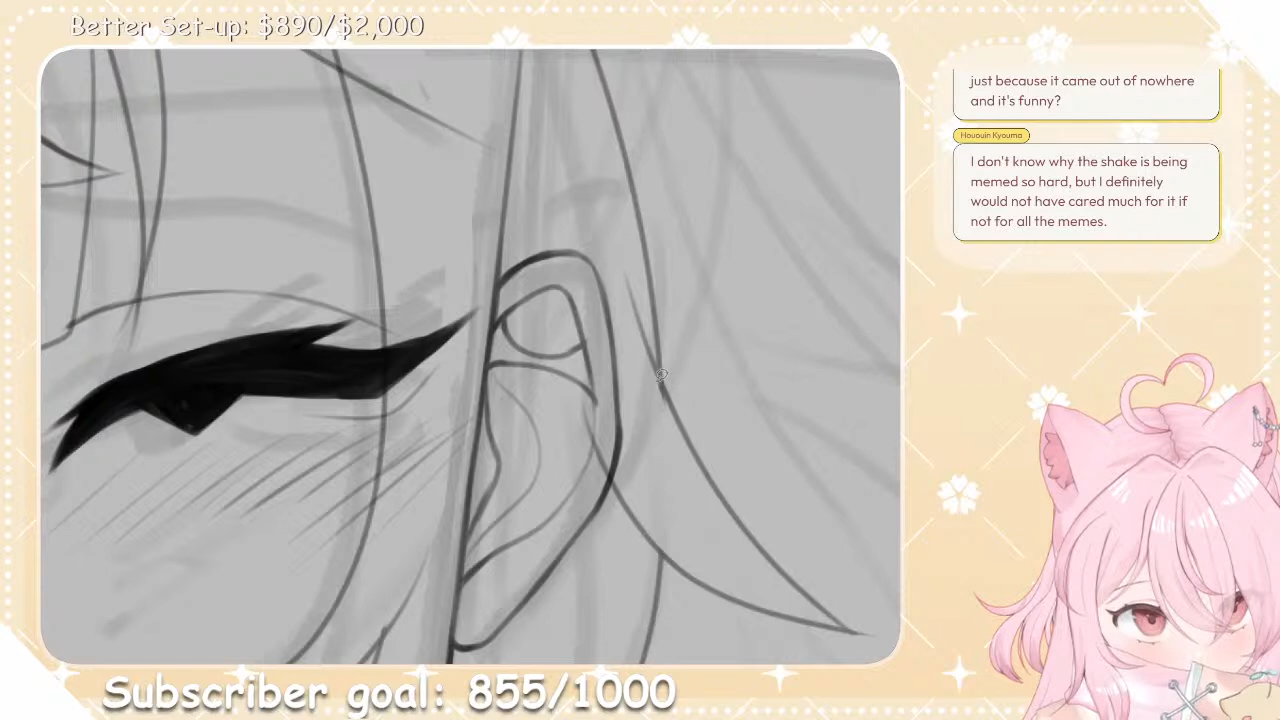 Better Set-up: $890/$2,000
just because it came out of nowhere
and it's funny?
Hououin Kyouma
I don't know why the shake is being
memed so hard, but I definitely
would not have cared much for it if
not for all the memes.
Subscriber goal: 855/1000